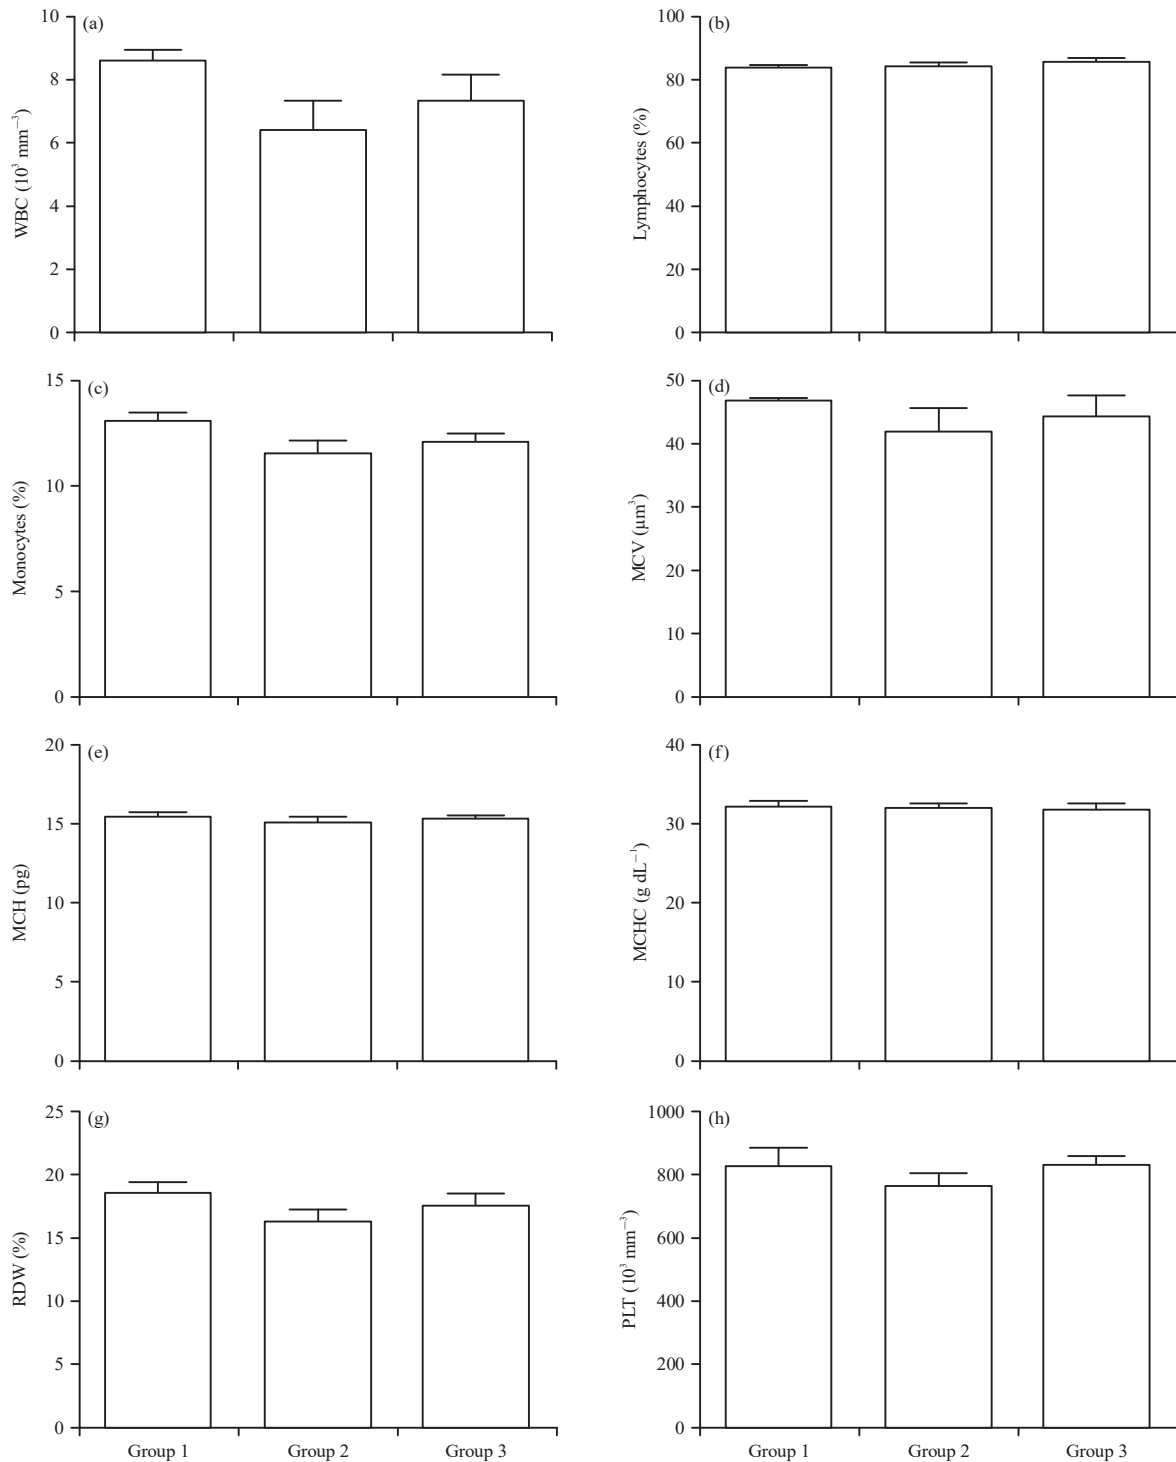 (a)
10
8
6
4
2
0
WBC (10³ mm⁻³)
(b)
100
80
60
40
20
0
Lymphocytes (%)
(c)
15
10
5
0
Monocytes (%)
(d)
50
40
30
20
10
0
MCV (µm³)
(e)
20
15
10
5
0
MCH (pg)
(f)
40
30
20
10
0
MCHC (g dL⁻¹)
(g)
25
20
15
10
5
0
RDW (%)
Group 1 Group 2 Group 3
(h)
1000
800
600
400
200
0
PLT (10³ mm⁻³)
Group 1 Group 2 Group 3